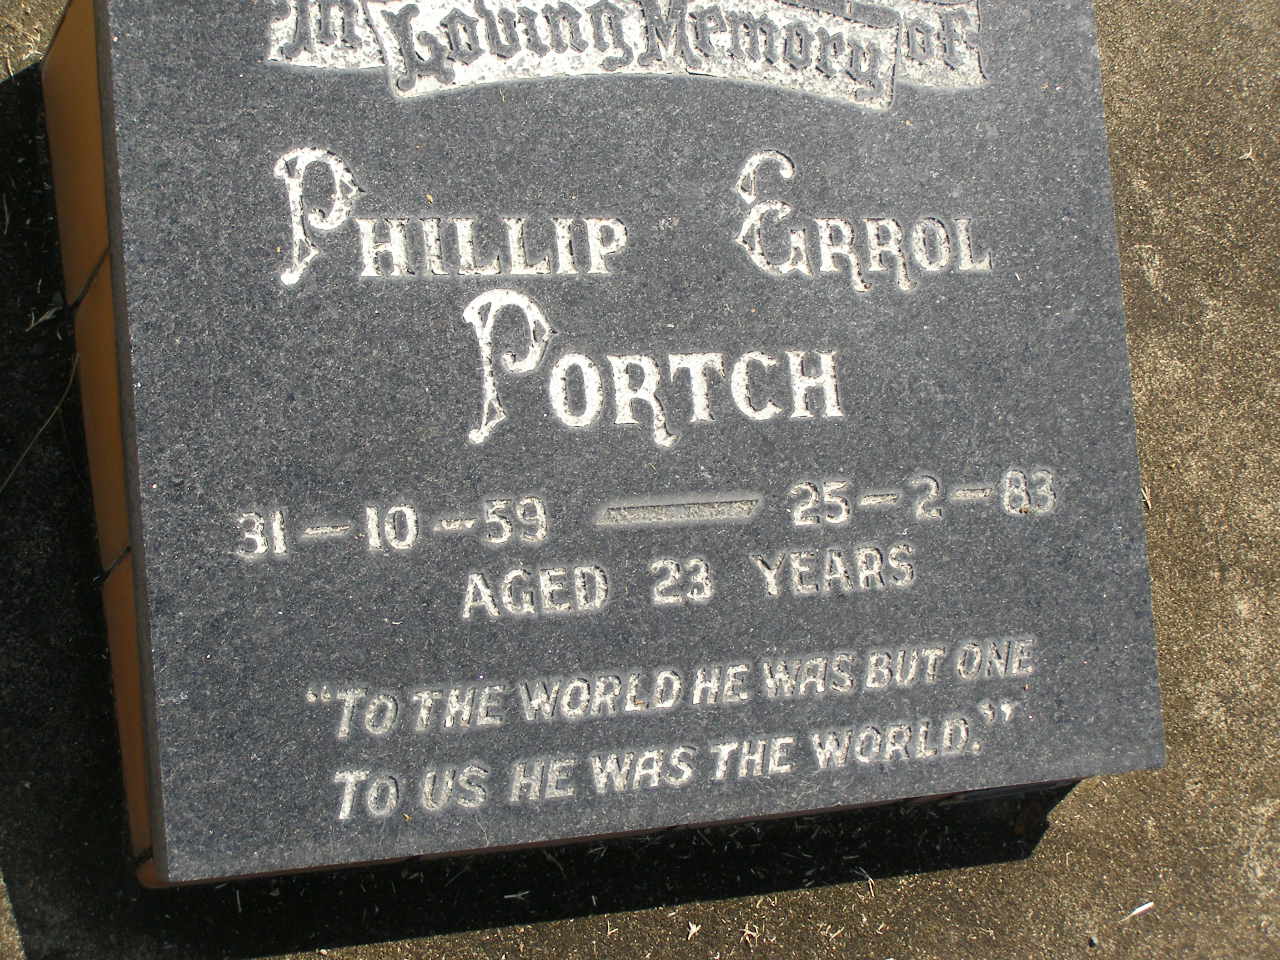 In Loving Memory of
PHILLIP ERROL
PORTCH
31-10-59 — 25-2-83
AGED 23 YEARS
"TO THE WORLD HE WAS BUT ONE
TO US HE WAS THE WORLD."